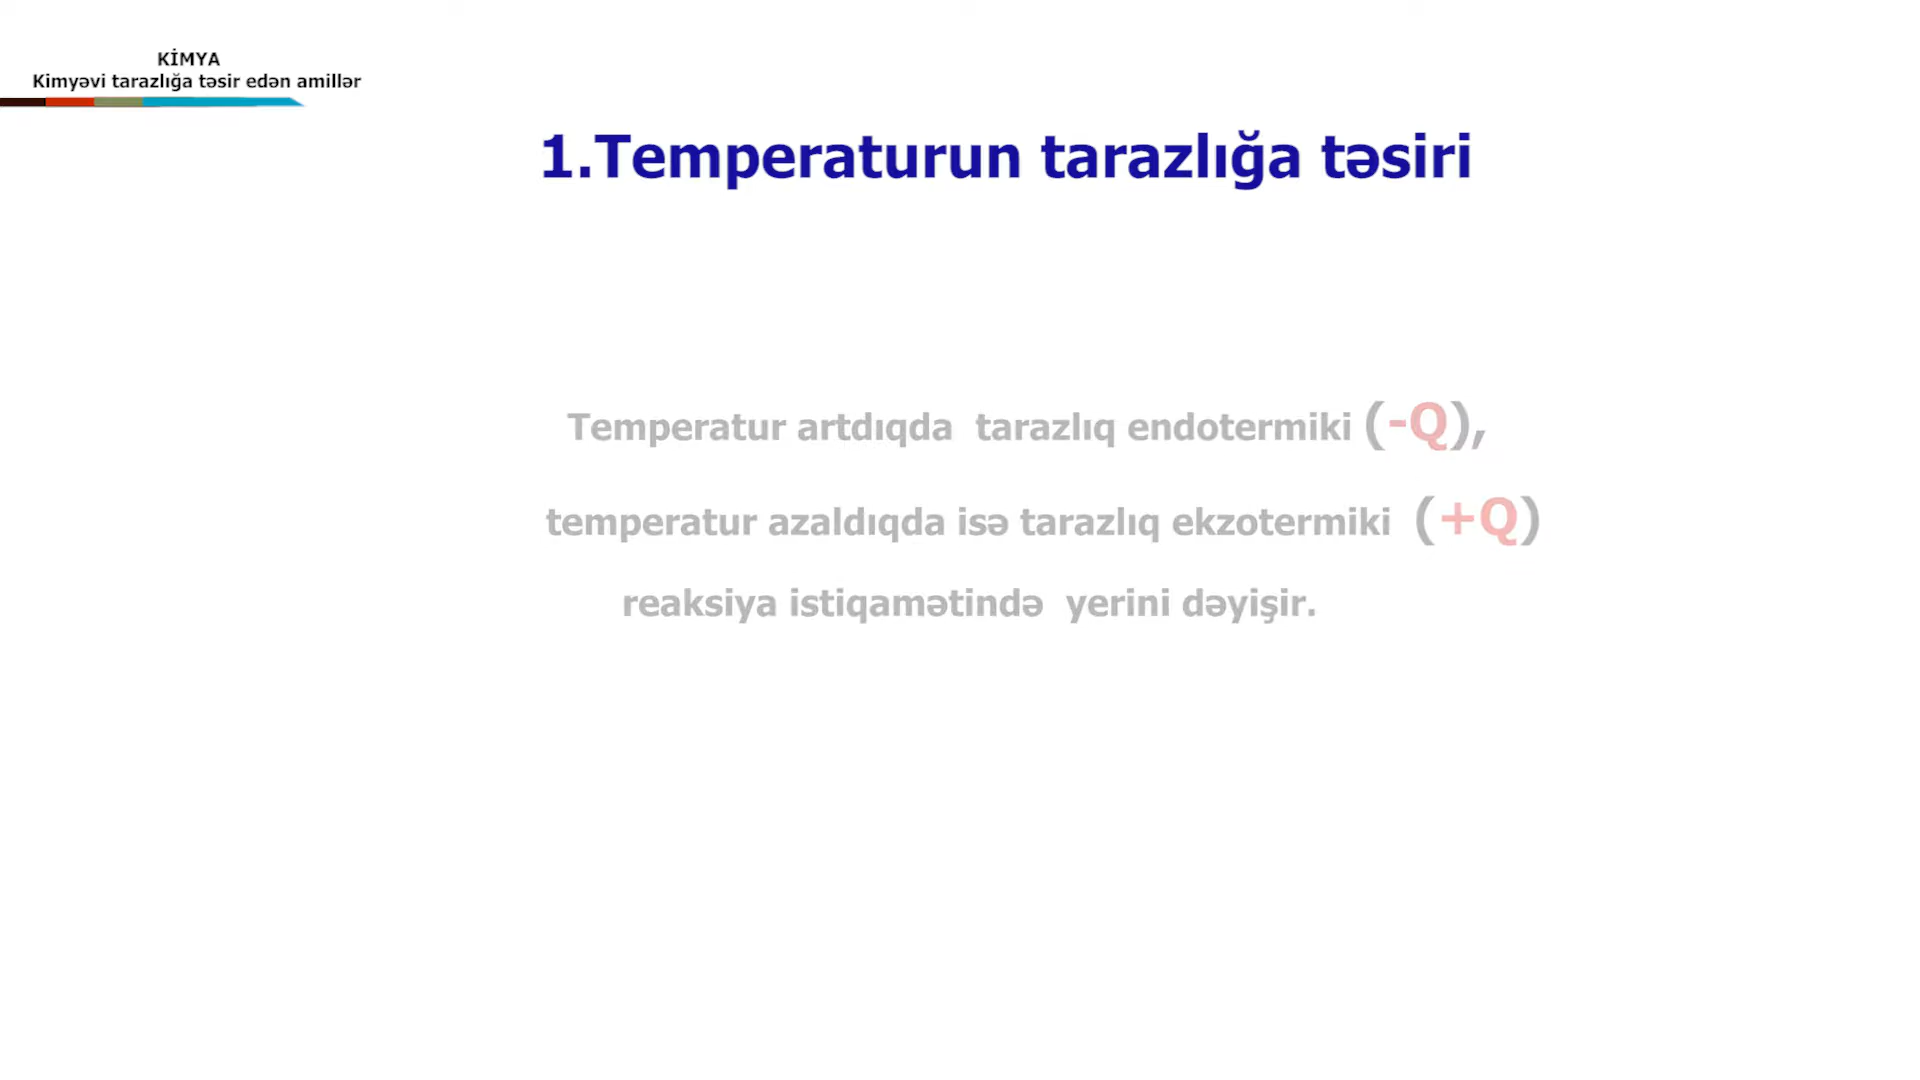 KİMYA
Kimyəvi tarazlığa təsir edən amillər
1.Temperaturun tarazlığa təsiri
Temperatur artdıqda tarazlıq endotermiki (-Q),
temperatur azaldıqda isə tarazlıq ekzotermiki (+Q)
reaksiya istiqamətində yerini dəyişir.